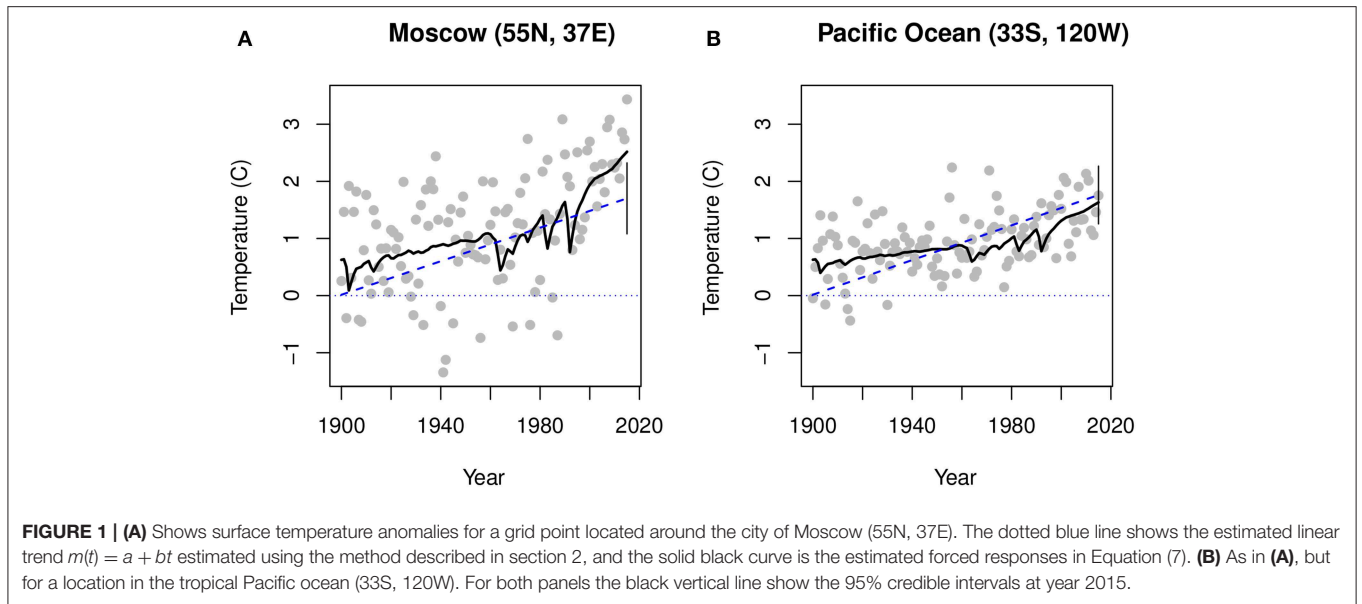 A
Moscow (55N, 37E)
Temperature (C)
3
2
1
0
−1
1900 1940 1980 2020
Year
B
Pacific Ocean (33S, 120W)
Temperature (C)
3
2
1
0
−1
1900 1940 1980 2020
Year
FIGURE 1 | (A) Shows surface temperature anomalies for a grid point located around the city of Moscow (55N, 37E). The dotted blue line shows the estimated linear
trend m(t) = a + bt estimated using the method described in section 2, and the solid black curve is the estimated forced responses in Equation (7). (B) As in (A), but
for a location in the tropical Pacific ocean (33S, 120W). For both panels the black vertical line show the 95% credible intervals at year 2015.